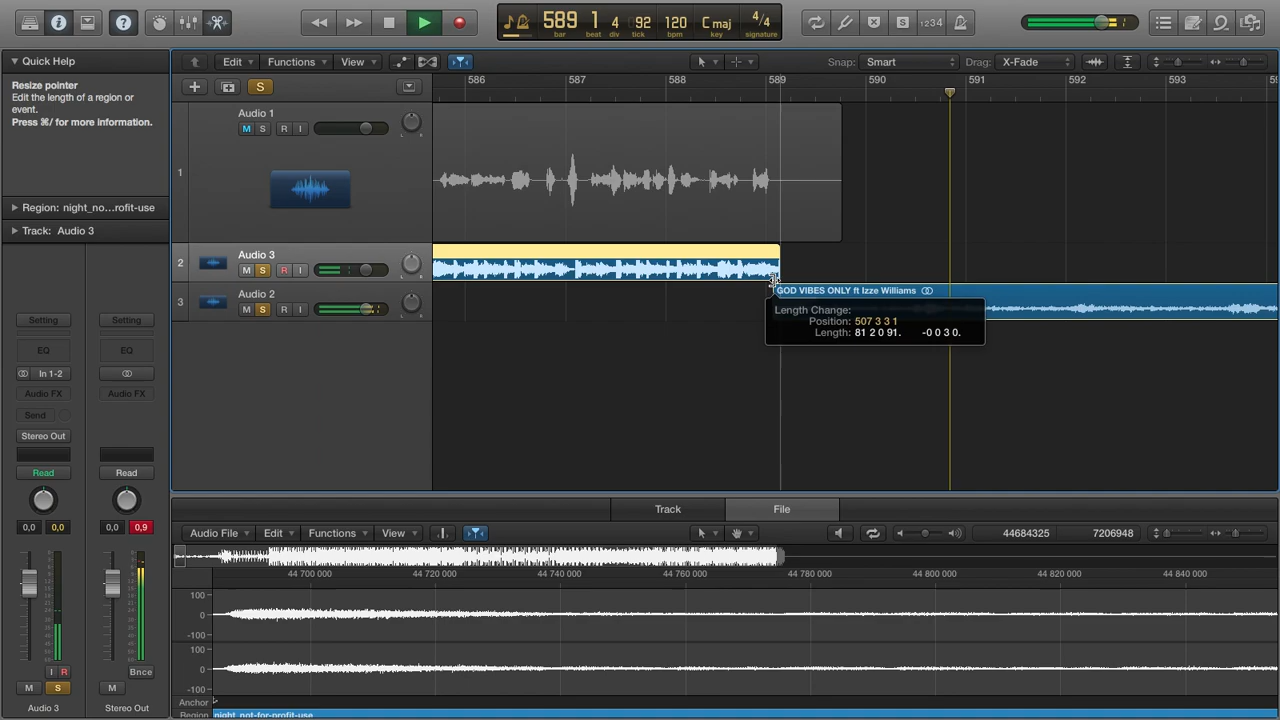 589 1 4 92 120 C maj 4/4
bar beat div tick bpm key signature
S 1234
Quick Help
Edit Functions View Snap: Smart Drag: X-Fade
Resize pointer
Edit the length of a region or
event.
Press ⌘/ for more information.
S
586 587 588 589 590 591 592 593
Region: night_no...rofit-use
Track: Audio 3
1 Audio 1
M S R I
L R
2 Audio 3
M S R I
L R
3 Audio 2
M S R I
L R
GOD VIBES ONLY ft Izze Williams
Length Change:
Position: 507 3 3 1
Length: 81 2 0 91. -0 0 3 0.
Setting Setting
EQ EQ
In 1-2
Audio FX Audio FX
Send
Stereo Out
Read Read
0,0 0,0 0,0 0,9
I R Bnce
M S M
Audio 3 Stereo Out
Track File
Audio File Edit Functions View 44684325 7206948
44 700 000 44 720 000 44 740 000 44 760 000 44 780 000 44 800 000 44 820 000 44 840 000
100
0
-100
100
0
-100
Anchor
Region night_not-for-profit-use